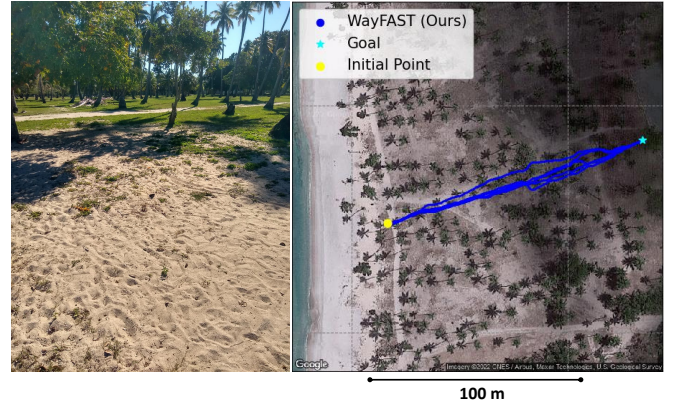 WayFAST (Ours)
Goal
Initial Point
Google
Imagery ©2022 CNES / Airbus, Maxar Technologies, U.S. Geological Survey
100 m